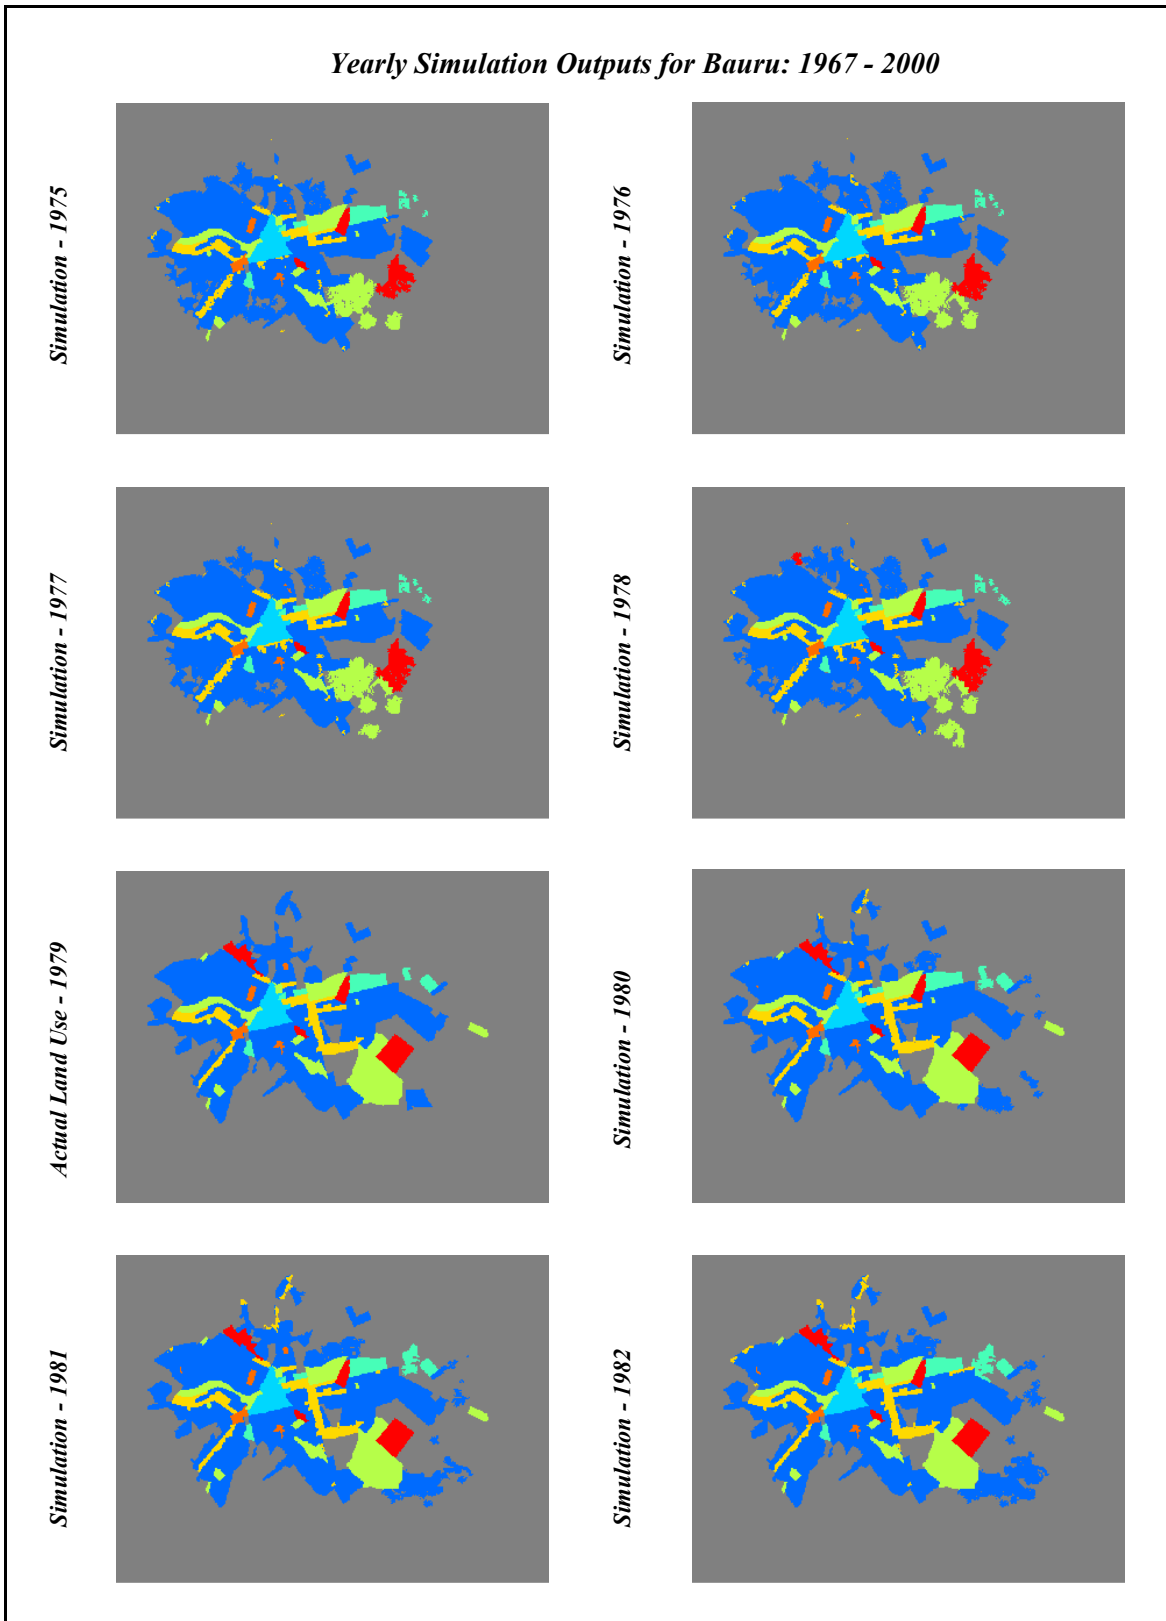 Yearly Simulation Outputs for Bauru: 1967 - 2000
Simulation - 1975
Simulation - 1976
Simulation - 1977
Simulation - 1978
Actual Land Use - 1979
Simulation - 1980
Simulation - 1981
Simulation - 1982